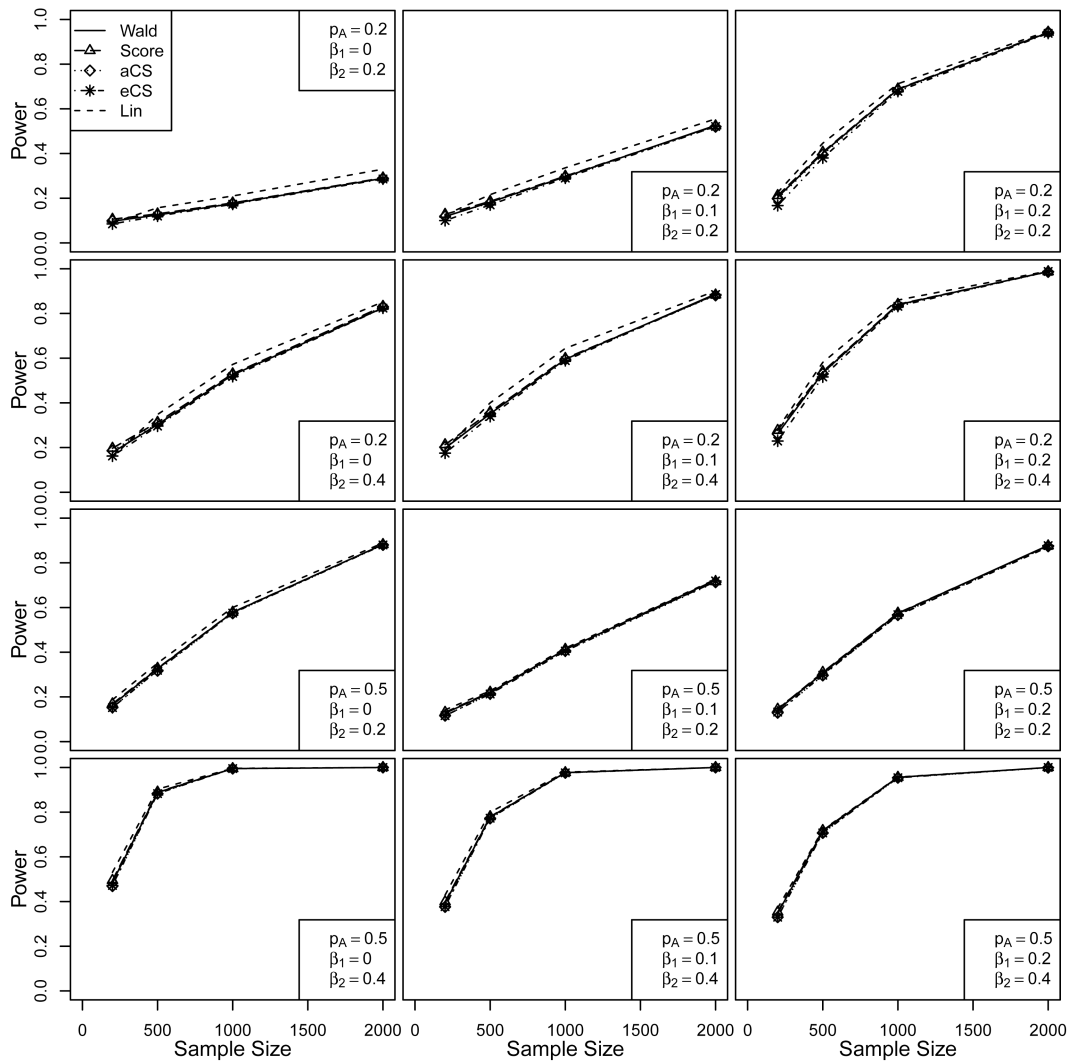 Power
1.0
0.8
0.6
0.4
0.2
0.0
Wald
Score
aCS
eCS
Lin
pA = 0.2
β1 = 0
β2 = 0.2
pA = 0.2
β1 = 0.1
β2 = 0.2
pA = 0.2
β1 = 0.2
β2 = 0.2
Power
1.0
0.8
0.6
0.4
0.2
0.0
pA = 0.2
β1 = 0
β2 = 0.4
pA = 0.2
β1 = 0.1
β2 = 0.4
pA = 0.2
β1 = 0.2
β2 = 0.4
Power
1.0
0.8
0.6
0.4
0.2
0.0
pA = 0.5
β1 = 0
β2 = 0.2
pA = 0.5
β1 = 0.1
β2 = 0.2
pA = 0.5
β1 = 0.2
β2 = 0.2
Power
1.0
0.8
0.6
0.4
0.2
0.0
pA = 0.5
β1 = 0
β2 = 0.4
pA = 0.5
β1 = 0.1
β2 = 0.4
pA = 0.5
β1 = 0.2
β2 = 0.4
0 500 1000 1500 2000
0 500 1000 1500 2000
0 500 1000 1500 2000
Sample Size
Sample Size
Sample Size